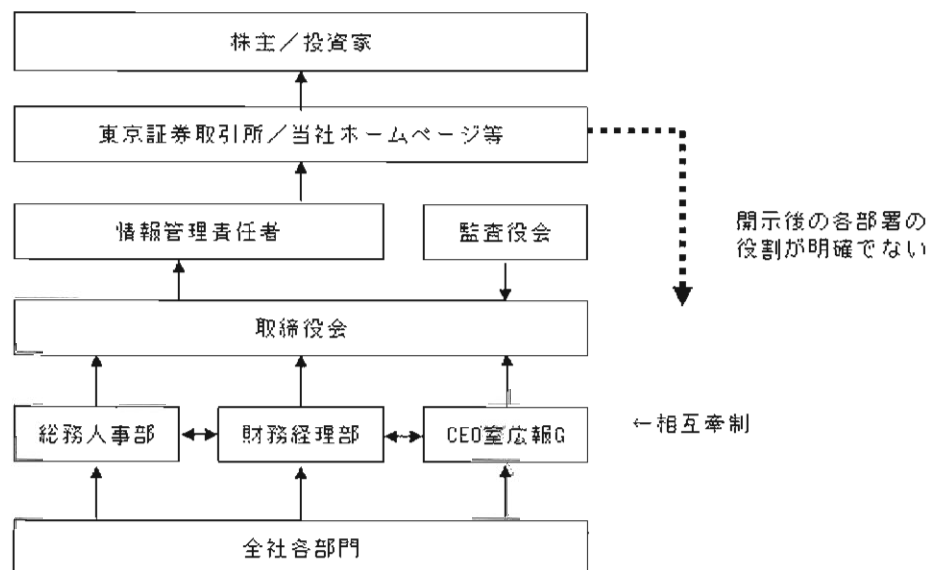 株主／投資家
東京証券取引所／当社ホームページ等
情報管理責任者
監査役会
開示後の各部署の
役割が明確でない
取締役会
総務人事部
財務経理部
CEO室広報G
←相互牽制
全社各部門